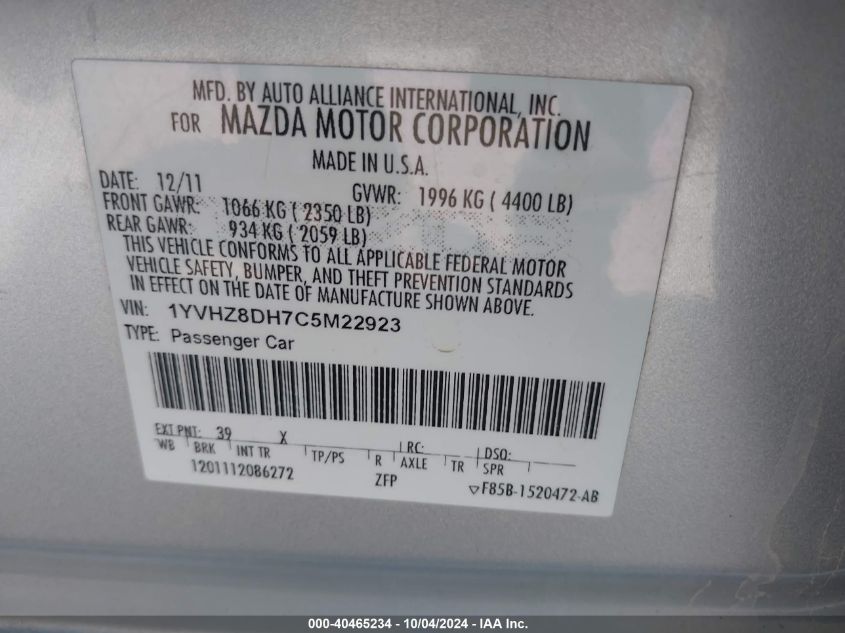 MFD. BY AUTO ALLIANCE INTERNATIONAL, INC.
FOR MAZDA MOTOR CORPORATION
MADE IN U.S.A.
DATE: 12/11 GVWR: 1996 KG ( 4400 LB)
FRONT GAWR: 1066 KG ( 2350 LB)
REAR GAWR: 934 KG ( 2059 LB)
THIS VEHICLE CONFORMS TO ALL APPLICABLE FEDERAL MOTOR
VEHICLE SAFETY, BUMPER, AND THEFT PREVENTION STANDARDS
IN EFFECT ON THE DATE OF MANUFACTURE SHOWN ABOVE.
VIN: 1YVHZ8DH7C5M22923
TYPE: Passenger Car
EXT PNT: 39 X RC: DSO:
WB BRK INT TR TP/PS R AXLE TR SPR
1201112086272 ZFP ▽F85B-1520472-AB
000-40465234 - 10/04/2024 - IAA Inc.